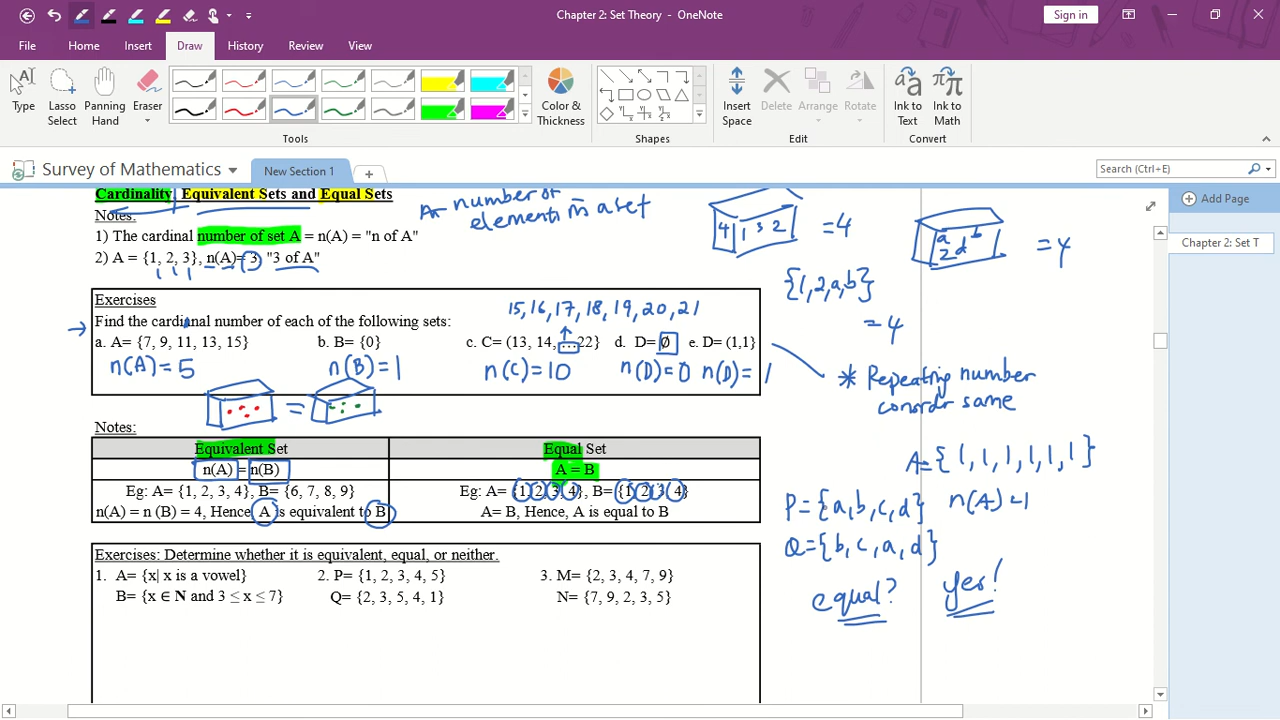 Chapter 2: Set Theory - OneNote
Sign in
File Home Insert Draw History Review View
Type Lasso Select Panning Hand Eraser Color & Thickness Insert Space Delete Arrange Rotate Ink to Text Ink to Math
Tools Shapes Edit Convert
Survey of Mathematics New Section 1 Search (Ctrl+E)
Add Page
Chapter 2: Set T
Cardinality, Equivalent Sets and Equal Sets
number of
elements in a set
4 1 3 2 = 4
a b 2 d = 4
Notes:
1) The cardinal number of set A = n(A) = "n of A"
2) A = {1, 2, 3}, n(A)= 3, "3 of A"
{1,2,a,b}
= 4
Exercises
15,16,17,18,19,20,21
Find the cardianal number of each of the following sets:
a. A= {7, 9, 11, 13, 15} b. B= {0} c. C= (13, 14, …22} d. D= ∅ e. D= (1,1}
n(A)=5 n(B)=1 n(C)=10 n(D)=0 n(D)=1
* Repeating number
consider same
=
Notes:
A={1,1,1,1,1,1}
n(A)=1
Equivalent Set Equal Set
n(A) = n(B) A = B
Eg: A= {1, 2, 3, 4}, B= {6, 7, 8, 9} Eg: A= {1, 2, 3, 4}, B= {1, 2, 3, 4}
n(A) = n (B) = 4, Hence, A is equivalent to B A= B, Hence, A is equal to B
P={a,b,c,d}
Q={b,c,a,d}
equal? yes!
Exercises: Determine whether it is equivalent, equal, or neither.
1. A= {x| x is a vowel} 2. P= {1, 2, 3, 4, 5} 3. M= {2, 3, 4, 7, 9}
B= {x ∈ N and 3 ≤ x ≤ 7} Q= {2, 3, 5, 4, 1} N= {7, 9, 2, 3, 5}